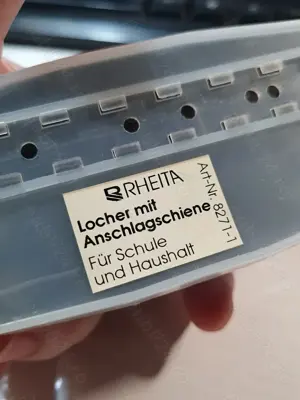 RHEITA
Locher mit
Anschlagschiene
Für Schule
und Haushalt
Art-Nr. 8271-1